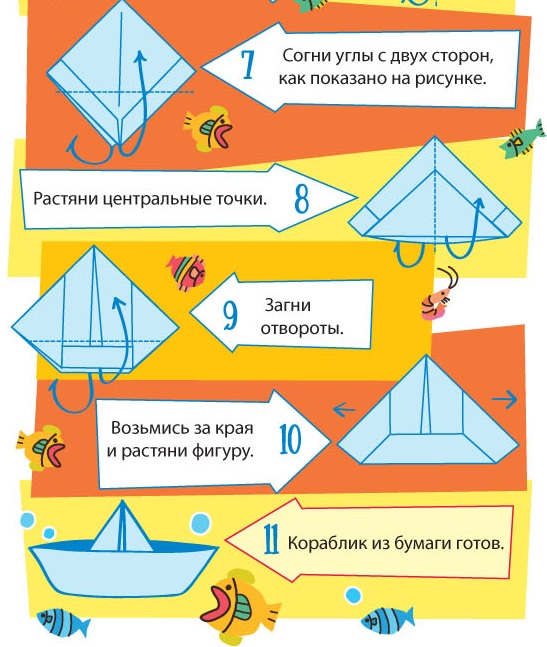 7 Согни углы с двух сторон,
как показано на рисунке.
Растяни центральные точки. 8
9 Загни
отвороты.
Возьмись за края
и растяни фигуру. 10
11 Кораблик из бумаги готов.